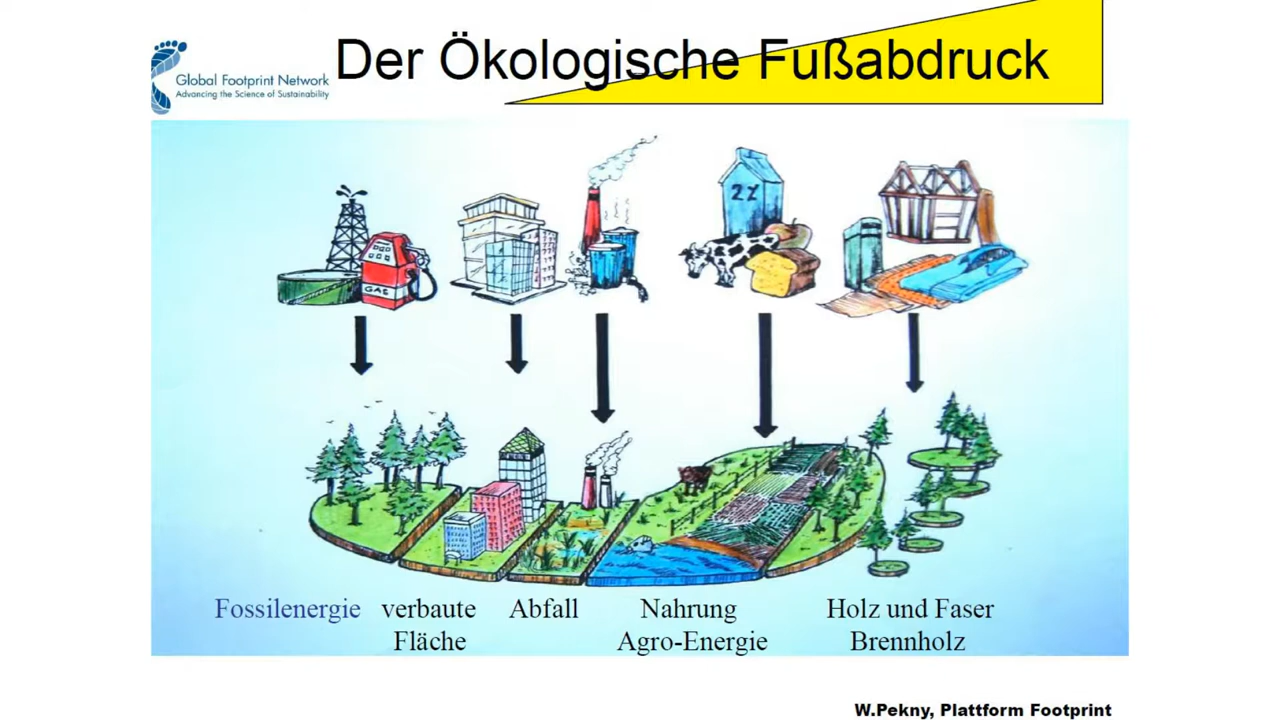 Der Ökologische Fußabdruck
Global Footprint Network
Advancing the Science of Sustainability
2%
GAS
Fossilenergie verbaute Abfall Nahrung Holz und Faser
Fläche Agro-Energie Brennholz
W.Pekny, Plattform Footprint